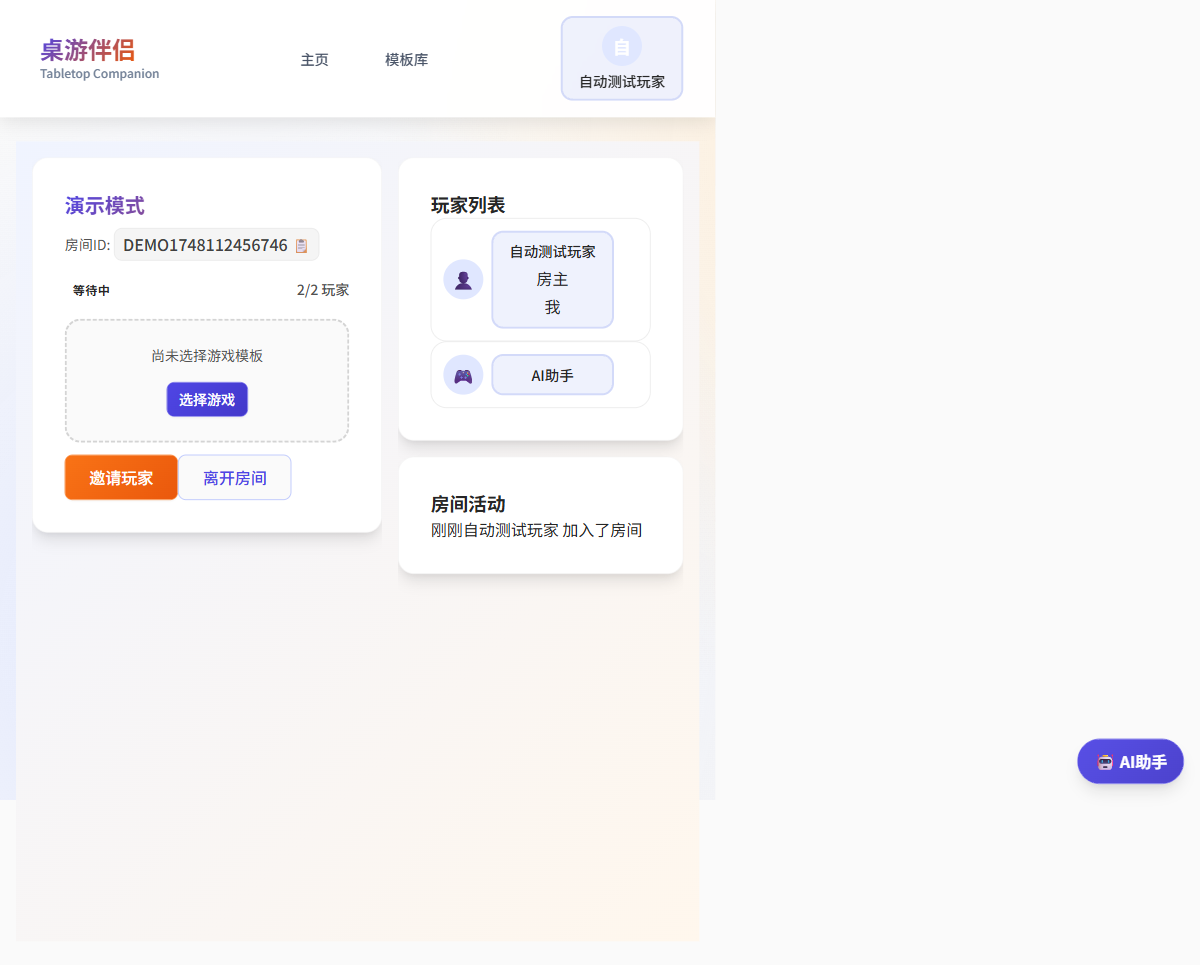 桌游伴侣
Tabletop Companion
主页
模板库
自动测试玩家
演示模式
房间ID: DEMO1748112456746
等待中
2/2 玩家
尚未选择游戏模板
选择游戏
邀请玩家
离开房间
玩家列表
自动测试玩家
房主
我
AI助手
房间活动
刚刚自动测试玩家 加入了房间
AI助手